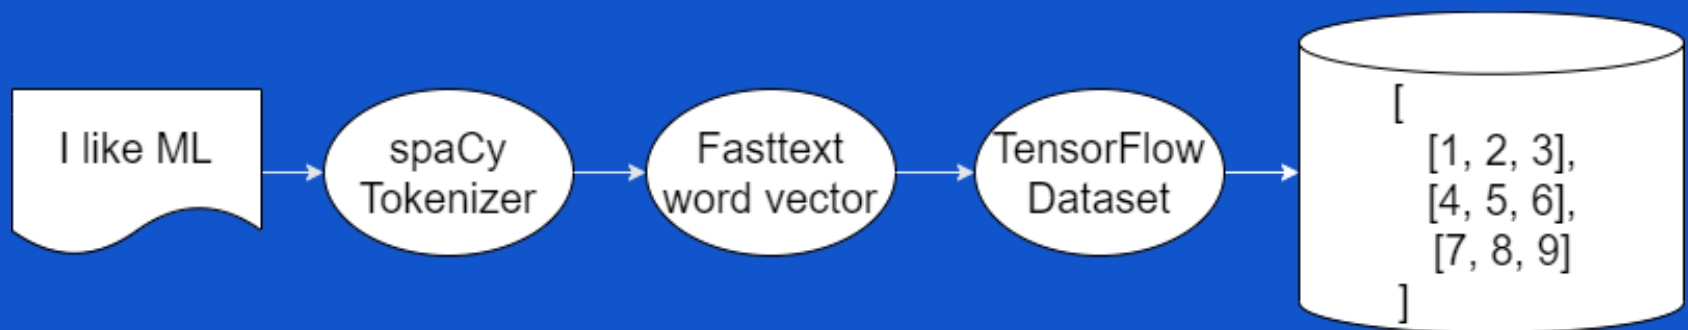 I like ML
spaCy
Tokenizer
Fasttext
word vector
TensorFlow
Dataset
[
[1, 2, 3],
[4, 5, 6],
[7, 8, 9]
]